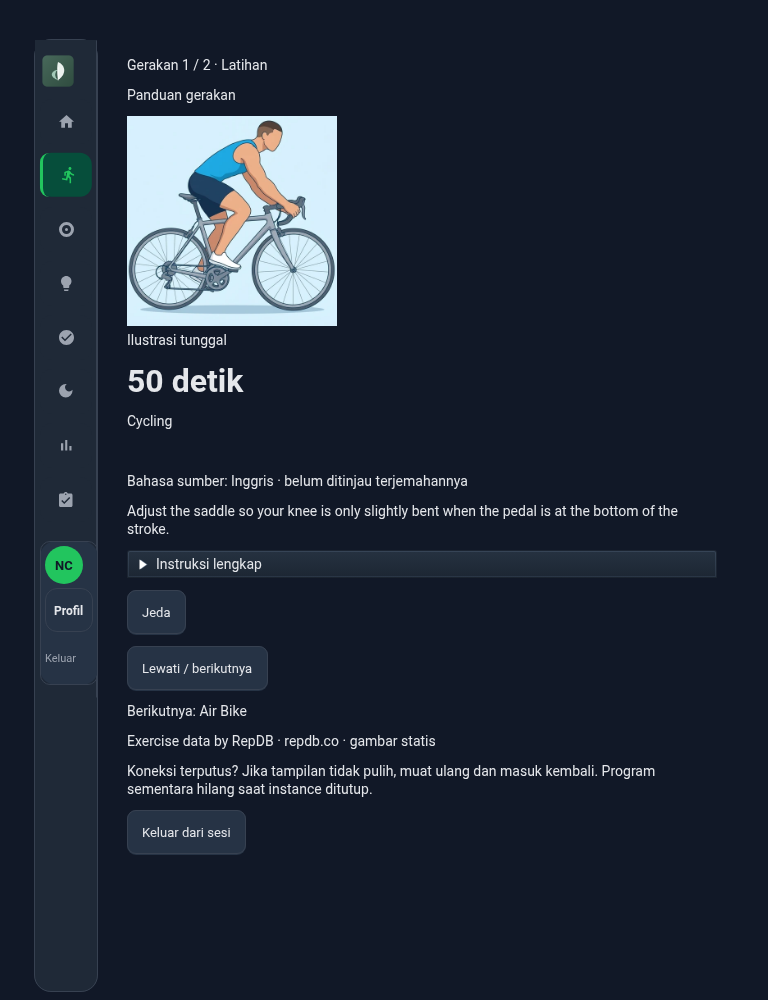 Gerakan 1 / 2 · Latihan
Panduan gerakan
Ilustrasi tunggal
50 detik
Cycling
Bahasa sumber: Inggris · belum ditinjau terjemahannya
Adjust the saddle so your knee is only slightly bent when the pedal is at the bottom of the
stroke.
Instruksi lengkap
NC
Profil
Keluar
Jeda
Lewati / berikutnya
Berikutnya: Air Bike
Exercise data by RepDB · repdb.co · gambar statis
Koneksi terputus? Jika tampilan tidak pulih, muat ulang dan masuk kembali. Program
sementara hilang saat instance ditutup.
Keluar dari sesi